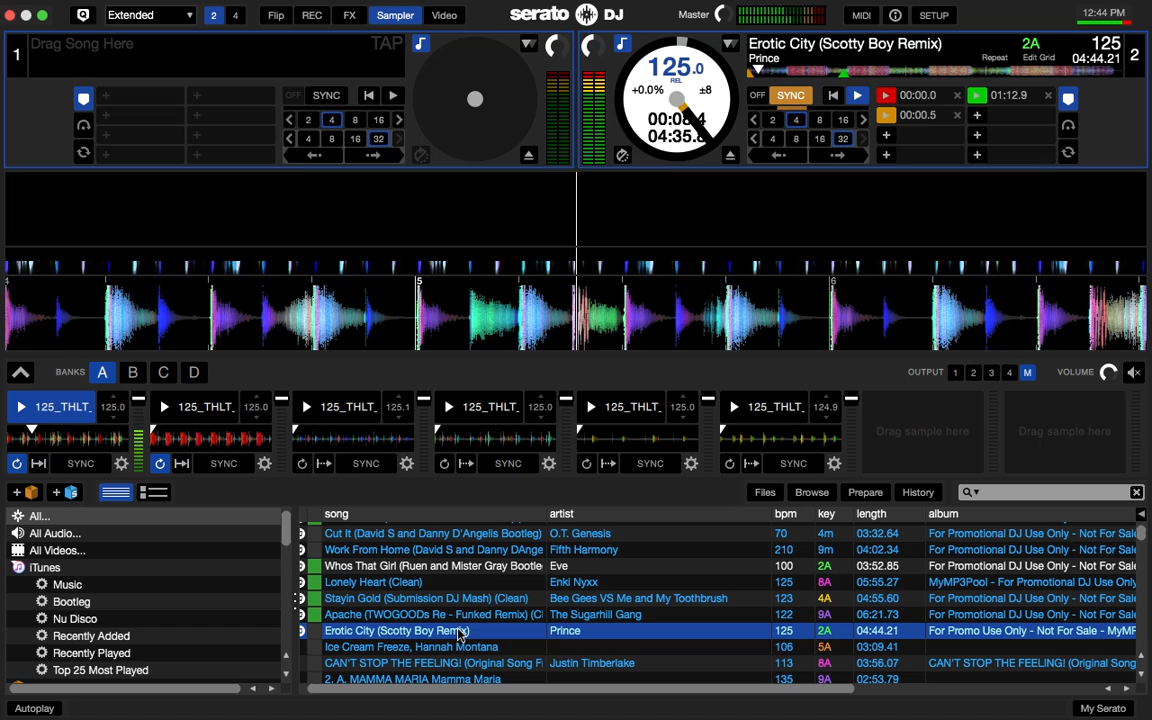 Extended 2 4 Flip REC FX Sampler Video serato DJ Master MIDI SETUP 12:44 PM
1 Drag Song Here TAP
OFF SYNC
2 4 8 16
4 8 16 32
125.0
REL
+0.0% ±8
04:35.
Erotic City (Scotty Boy Remix) 2A 125 2
Prince Repeat Edit Grid 04:44.21
OFF SYNC 00:00.0 01:12.9
2 4 8 16 00:00.5
4 8 16 32
4 5 6
BANKS A B C D OUTPUT 1 2 3 4 M VOLUME
125_THLT_ 125.0 125_THLT_ 125.0 125_THLT_ 125.1 125_THLT_ 125.0 125_THLT_ 125.0 125_THLT_ 124.9
Drag sample here Drag sample here
SYNC SYNC SYNC SYNC SYNC SYNC
Files Browse Prepare History
song artist bpm key length album
All...
All Audio...
All Videos...
iTunes
Music
Bootleg
Nu Disco
Recently Added
Recently Played
Top 25 Most Played
Cut It (David S and Danny D'Angelis Bootleg) O.T. Genesis 70 4m 03:32.64 For Promotional DJ Use Only - Not For Sale
Work From Home (David S and Danny DAnge Fifth Harmony 210 9m 04:02.34 For Promotional DJ Use Only - Not For Sale
Whos That Girl (Ruen and Mister Gray Bootle Eve 100 2A 03:52.85 For Promotional DJ Use Only - Not For Sale
Lonely Heart (Clean) Enki Nyxx 125 8A 05:55.27 MyMP3Pool - For Promotional DJ Use Only
Stayin Gold (Submission DJ Mash) (Clean) Bee Gees VS Me and My Toothbrush 123 4A 04:55.60 For Promotional DJ Use Only - Not For Sale
Apache (TWOGOODs Re - Funked Remix) (Cl The Sugarhill Gang 122 9A 06:21.73 For Promotional DJ Use Only - Not For Sale
Erotic City (Scotty Boy Remix) Prince 125 2A 04:44.21 For Promo Use Only - Not For Sale - MyMP
Ice Cream Freeze, Hannah Montana 106 5A 03:09.41
CAN'T STOP THE FEELING! (Original Song F Justin Timberlake 113 8A 03:56.07 CAN'T STOP THE FEELING! (Original Song
2. A. MAMMA MARIA Mamma Maria 135 9A 02:53.79
Autoplay My Serato